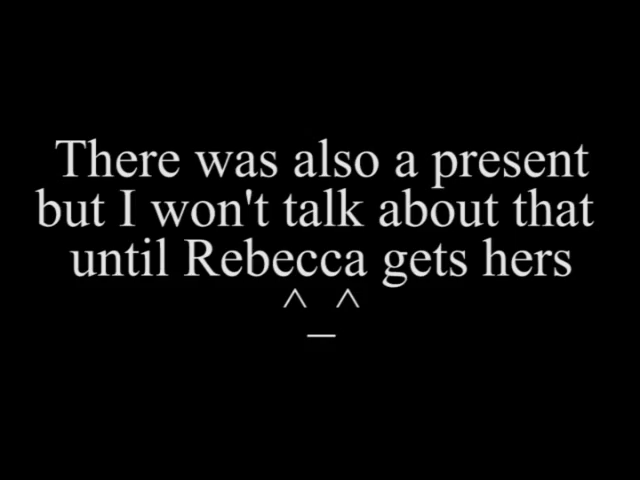 There was also a present
but I won't talk about that
until Rebecca gets hers
^_^